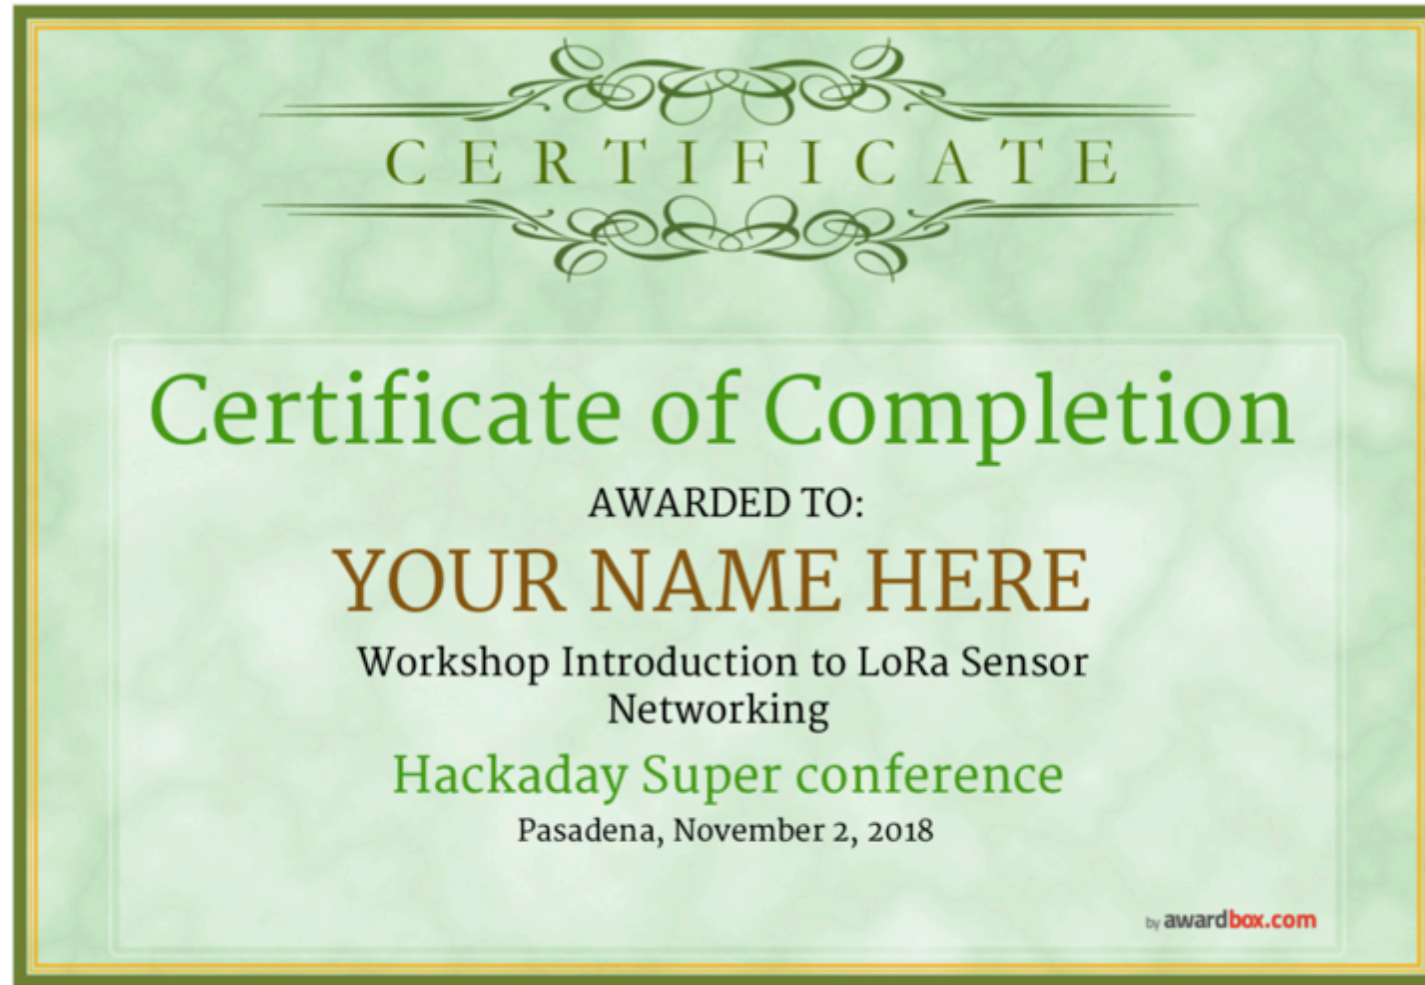 CERTIFICATE
Certificate of Completion
AWARDED TO:
YOUR NAME HERE
Workshop Introduction to LoRa Sensor
Networking
Hackaday Super conference
Pasadena, November 2, 2018
by awardbox.com